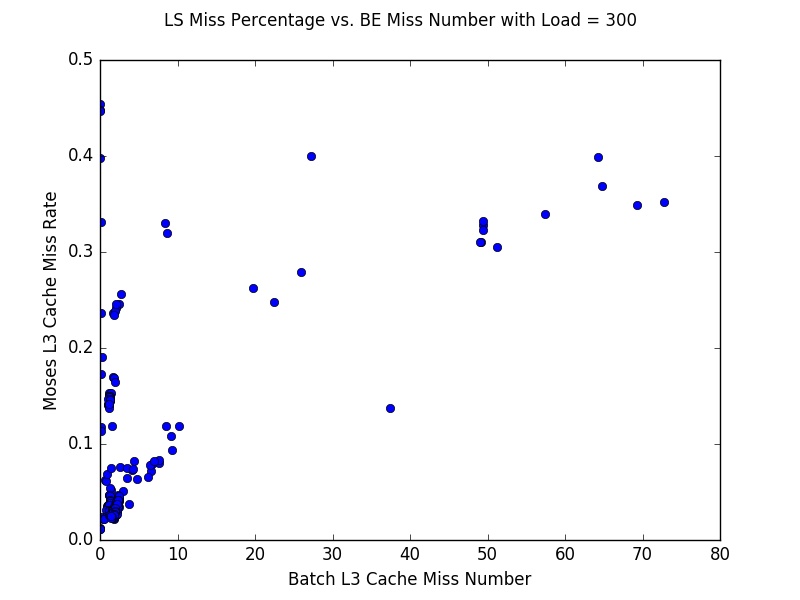 LS Miss Percentage vs. BE Miss Number with Load = 300
0.5
0.4
0.3
0.2
0.1
0.0
Moses L3 Cache Miss Rate
0 10 20 30 40 50 60 70 80
Batch L3 Cache Miss Number